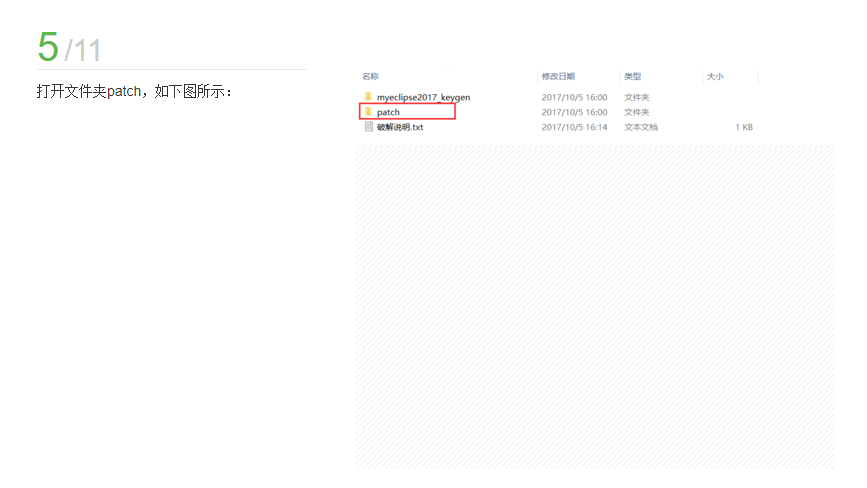 5/11
打开文件夹patch，如下图所示：
名称 修改日期 类型 大小
myeclipse2017_keygen 2017/10/5 16:00 文件夹
patch 2017/10/5 16:00 文件夹
破解说明.txt 2017/10/5 16:14 文本文档 1 KB